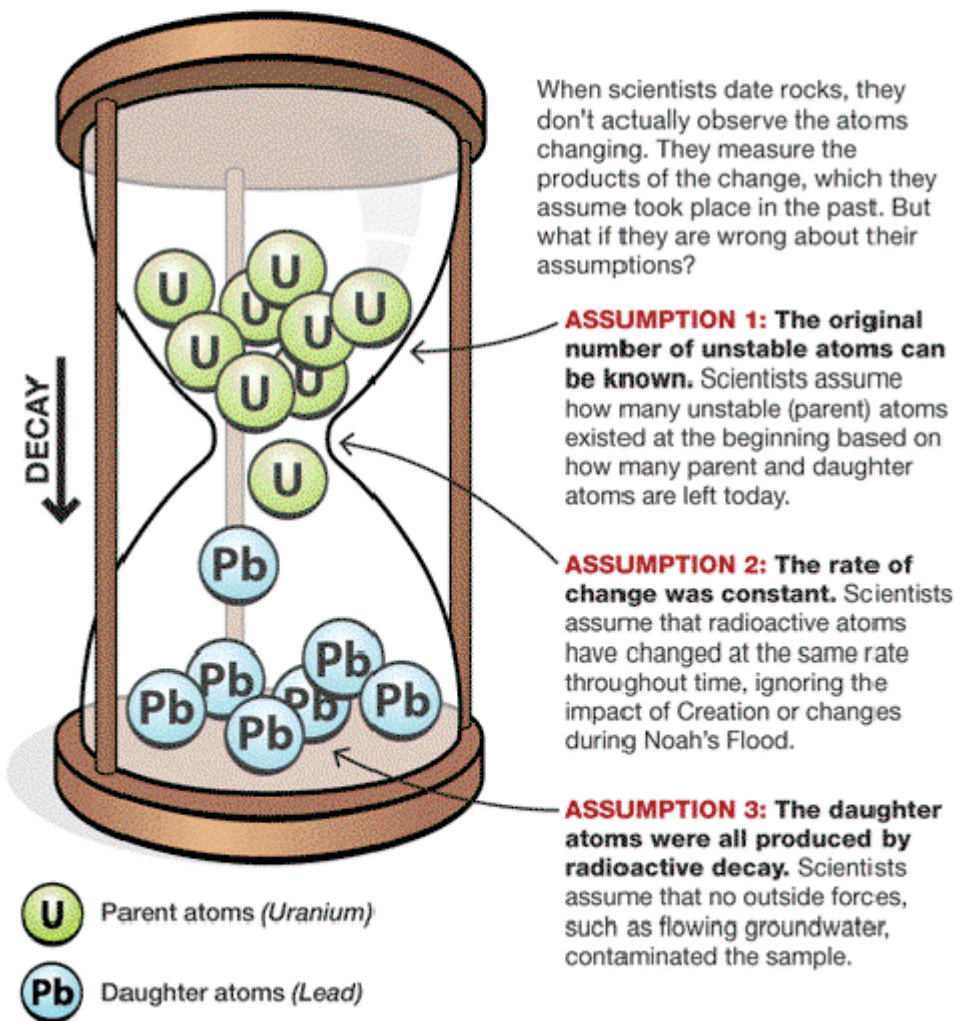 When scientists date rocks, they
don't actually observe the atoms
changing. They measure the
products of the change, which they
assume took place in the past. But
what if they are wrong about their
assumptions?
ASSUMPTION 1: The original
number of unstable atoms can
be known. Scientists assume
how many unstable (parent) atoms
existed at the beginning based on
how many parent and daughter
atoms are left today.
ASSUMPTION 2: The rate of
change was constant. Scientists
assume that radioactive atoms
have changed at the same rate
throughout time, ignoring the
impact of Creation or changes
during Noah's Flood.
ASSUMPTION 3: The daughter
atoms were all produced by
radioactive decay. Scientists
assume that no outside forces,
such as flowing groundwater,
contaminated the sample.
DECAY
U
U
U
U
U
U
U
U
U
Pb
Pb
Pb
Pb
Pb
Pb
Pb
U Parent atoms (Uranium)
Pb Daughter atoms (Lead)